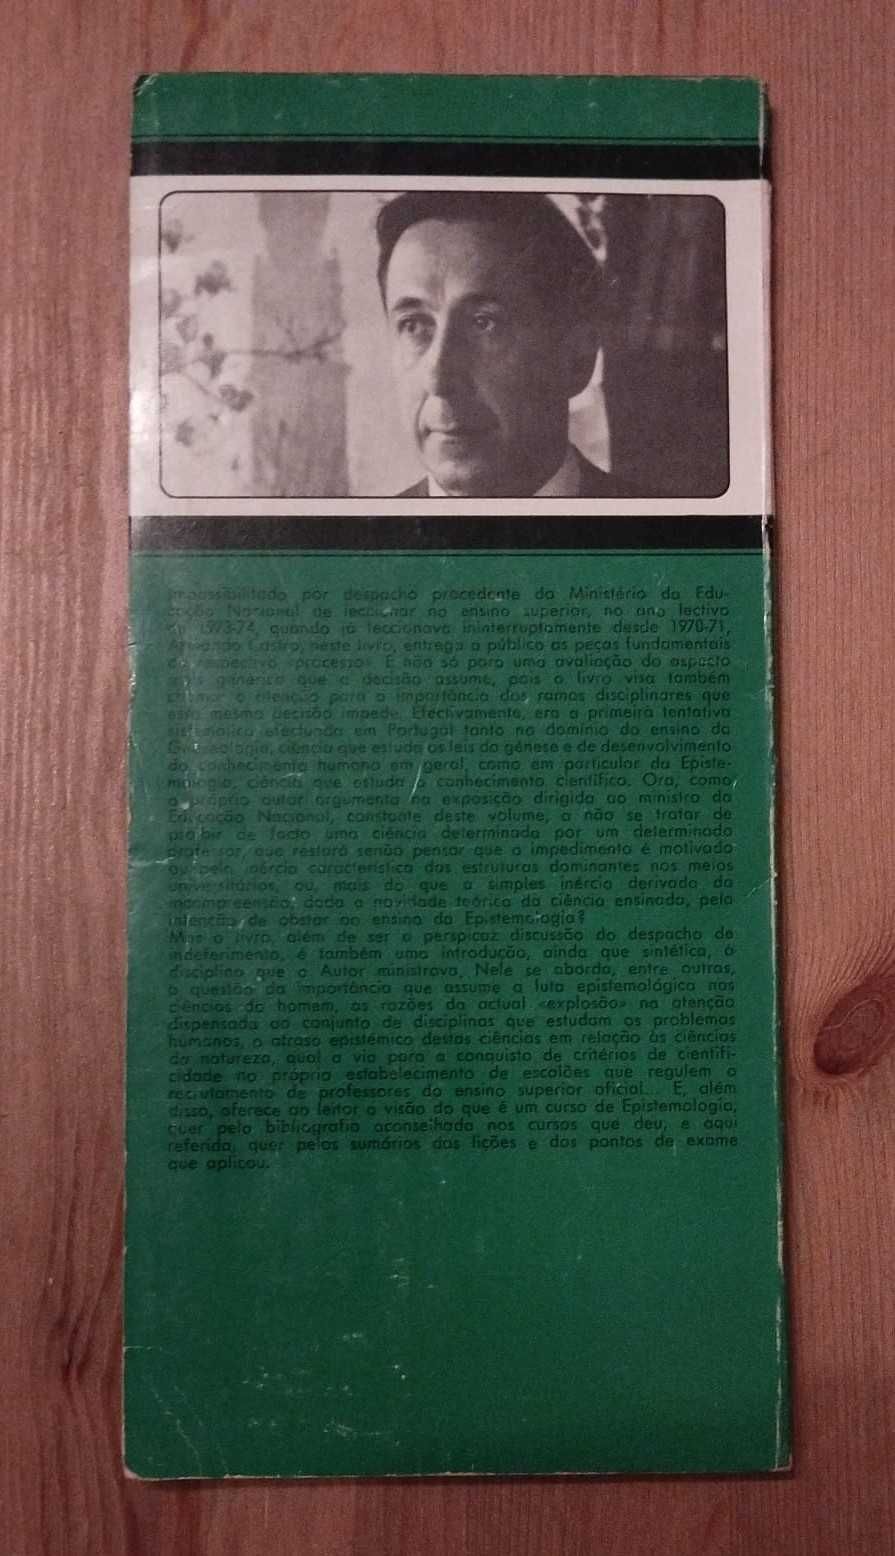 Impossibilitado por despacho procedente do Ministério da Edu-
cação Nacional de leccionar no ensino superior, no ano lectivo
de 1973-74, quando já leccionava ininterruptamente desde 1970-71,
Armando Castro, neste livro, entrega a público as peças fundamentais
do respectivo «processo». E não só para uma avaliação do aspecto
mais genérico que a decisão assume, pois o livro visa também
chamar a atenção para a importância dos ramos disciplinares que
essa mesma decisão impede. Efectivamente, era a primeira tentativa
sistemática efectuada em Portugal tanto no domínio do ensino da
Gnoseologia, ciência que estuda as leis da génese e de desenvolvimento
do conhecimento humano em geral, como em particular da Episte-
mologia, ciência que estuda o conhecimento científico. Ora, como
o próprio autor argumenta na exposição dirigida ao ministro da
Educação Nacional, constante deste volume, a não se tratar de
proibir de facto uma ciência determinada por um determinado
professor, que restará senão pensar que o impedimento é motivado
ou pela inércia característica das estruturas dominantes nos meios
universitários, ou, mais do que a simples inércia derivada da
incompreensão, dada a novidade teórica da ciência ensinada, pela
intenção de obstar ao ensino da Epistemologia?
Mas o livro, além de ser a perspicaz discussão do despacho de
indeferimento, é também uma introdução, ainda que sintética, à
disciplina que o Autor ministrava. Nele se aborda, entre outras,
a questão da importância que assume a luta epistemológica nas
ciências do homem, as razões da actual «explosão» na atenção
dispensada ao conjunto de disciplinas que estudam os problemas
humanos, o atraso epistémico destas ciências em relação às ciências
da natureza, qual a via para a conquista de critérios de cientifi-
cidade no próprio estabelecimento de escalões que regulem o
recrutamento de professores do ensino superior oficial... E, além
disso, oferece ao leitor a visão do que é um curso de Epistemologia,
quer pela bibliografia aconselhada nos cursos que deu, e aqui
referida, quer pelos sumários das lições e dos pontos de exame
que aplicou.